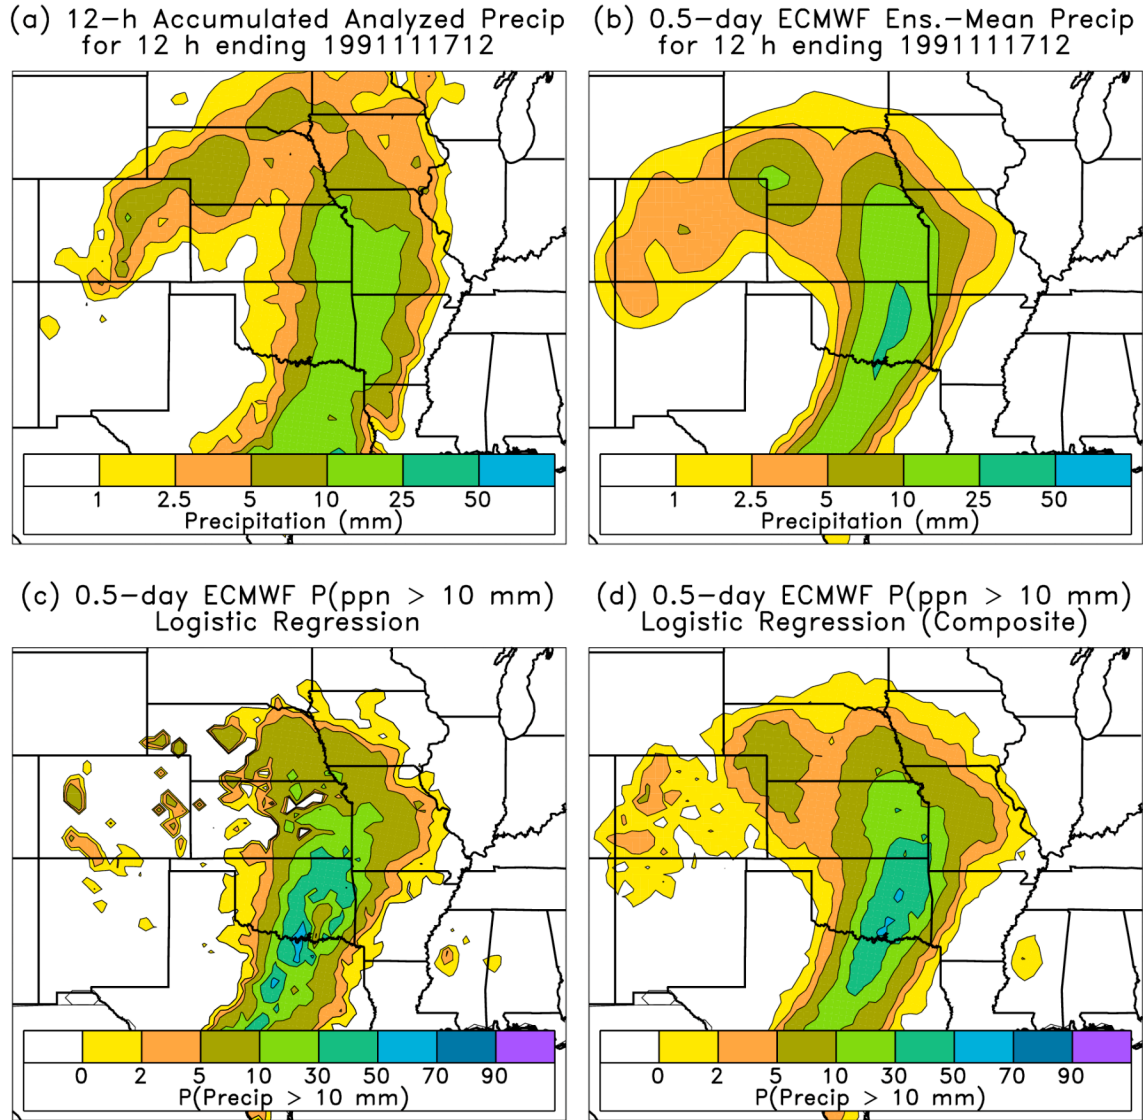 (a) 12-h Accumulated Analyzed Precip
for 12 h ending 1991111712
(b) 0.5-day ECMWF Ens.-Mean Precip
for 12 h ending 1991111712
1 2.5 5 10 25 50
Precipitation (mm)
1 2.5 5 10 25 50
Precipitation (mm)
(c) 0.5-day ECMWF P(ppn > 10 mm)
Logistic Regression
(d) 0.5-day ECMWF P(ppn > 10 mm)
Logistic Regression (Composite)
0 2 5 10 30 50 70 90
P(Precip > 10 mm)
0 2 5 10 30 50 70 90
P(Precip > 10 mm)